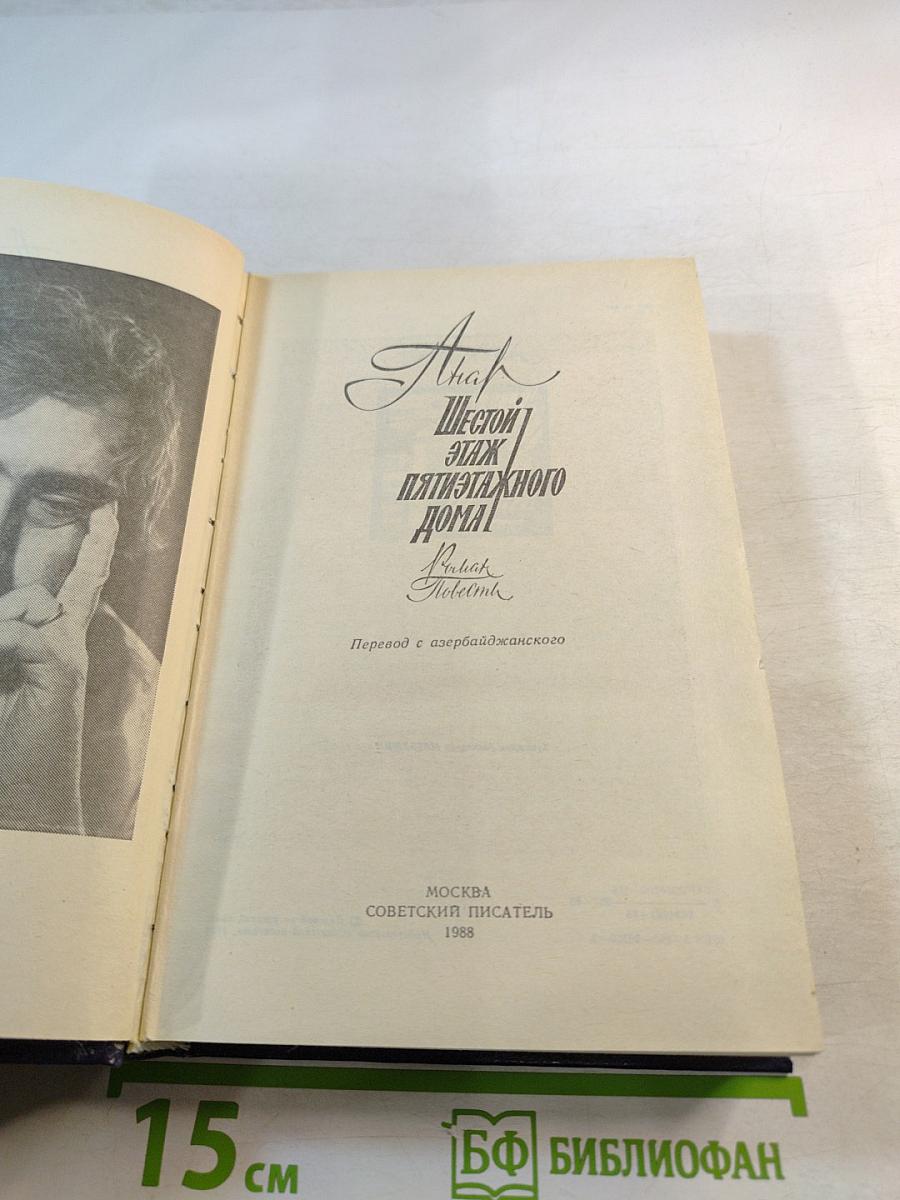 Анар
Шестой
этаж
пятиэтажного
дома
Роман
Повесть
Перевод с азербайджанского
МОСКВА
СОВЕТСКИЙ ПИСАТЕЛЬ
1988
15 см
БФ БИБЛИОФАН